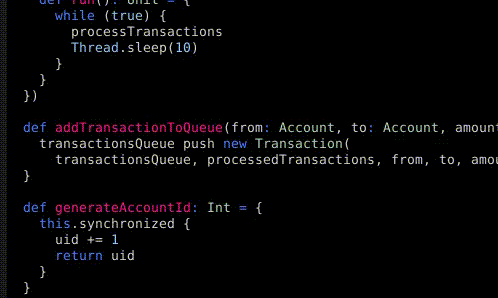 def run(): Unit = {
while (true) {
processTransactions
Thread.sleep(10)
}
}
})
def addTransactionToQueue(from: Account, to: Account, amount
transactionsQueue push new Transaction(
transactionsQueue, processedTransactions, from, to, amou
}
def generateAccountId: Int = {
this.synchronized {
uid += 1
return uid
}
}